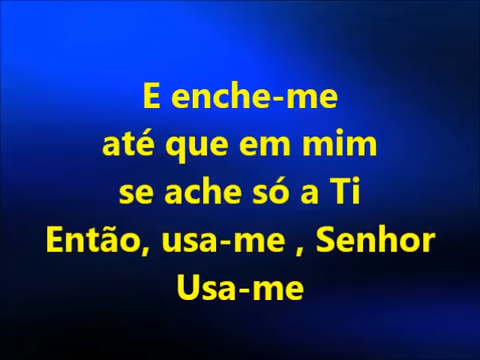 E enche-me
até que em mim
se ache só a Ti
Então, usa-me , Senhor
Usa-me